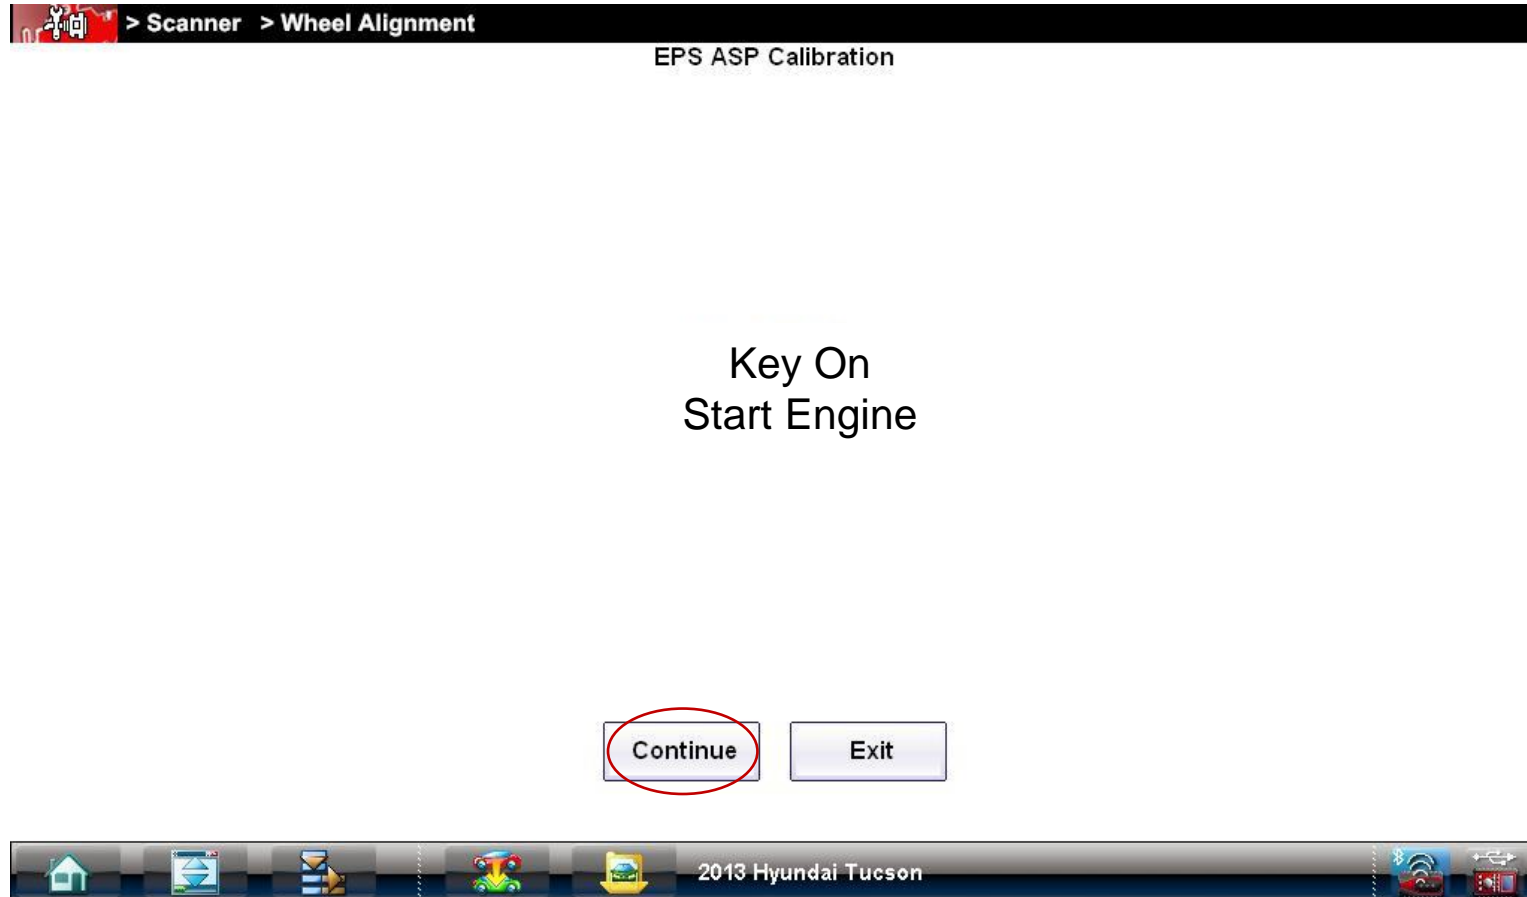 > Scanner > Wheel Alignment
EPS ASP Calibration
Key On
Start Engine
Continue Exit
2013 Hyundai Tucson